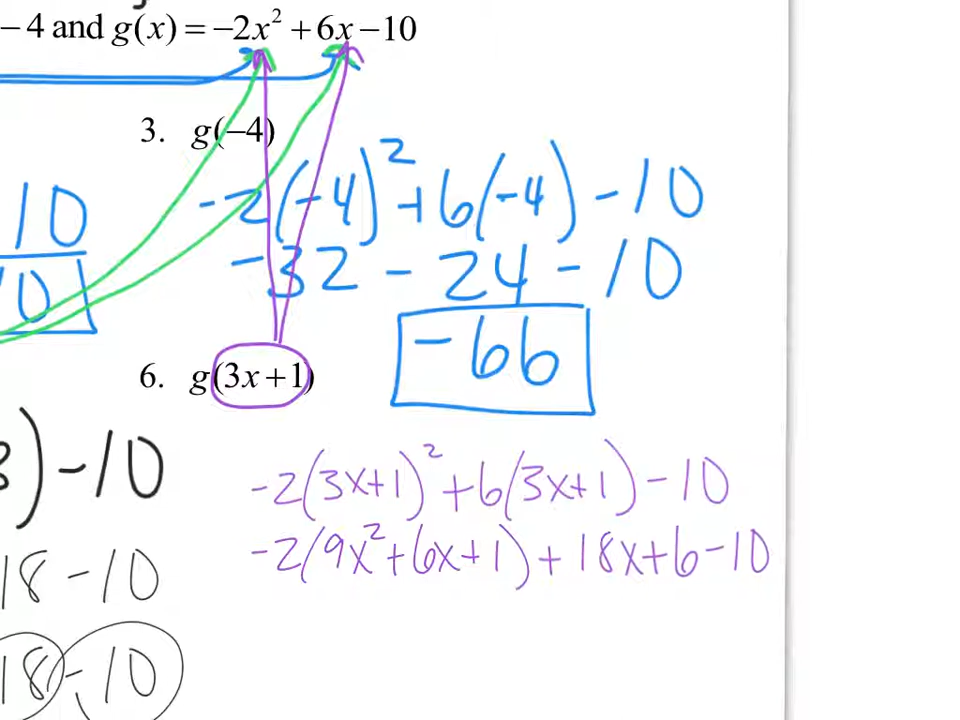 − 4 and g(x) = −2x² + 6x − 10
3. g(−4)
-2(-4)² + 6(-4) - 10
10
-32 - 24 - 10
0
-66
6. g(3x + 1)
) - 10
-2(3x+1)² + 6(3x+1) - 10
-2(9x² + 6x + 1) + 18x + 6 - 10
18 - 10
18 - 10